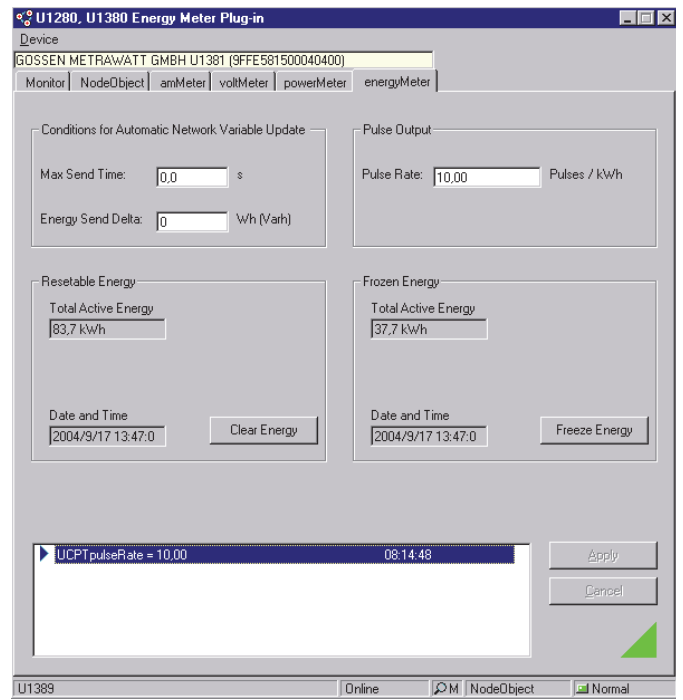 U1280, U1380 Energy Meter Plug-in
Device
GOSSEN METRAWATT GMBH U1381 (9FFE581500040400)
Monitor NodeObject amMeter voltMeter powerMeter energyMeter
Conditions for Automatic Network Variable Update
Max Send Time: 0,0 s
Energy Send Delta: 0 Wh (Varh)
Pulse Output
Pulse Rate: 10,00 Pulses / kWh
Resetable Energy
Total Active Energy
83,7 kWh
Date and Time
2004/9/17 13:47:0 Clear Energy
Frozen Energy
Total Active Energy
37,7 kWh
Date and Time
2004/9/17 13:47:0 Freeze Energy
UCPTpulseRate = 10,00 08:14:48
Apply
Cancel
U1389 Online M NodeObject Normal